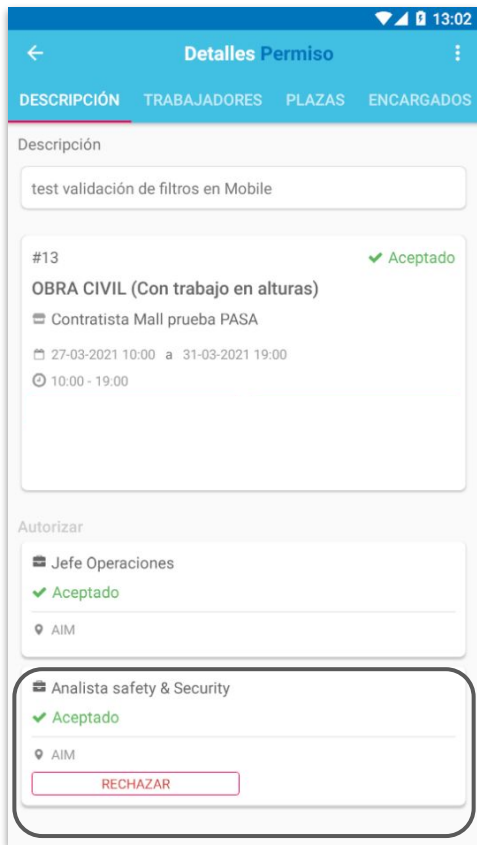 13:02
Detalles Permiso
DESCRIPCIÓN TRABAJADORES PLAZAS ENCARGADOS
Descripción
test validación de filtros en Mobile
#13 Aceptado
OBRA CIVIL (Con trabajo en alturas)
Contratista Mall prueba PASA
27-03-2021 10:00 a 31-03-2021 19:00
10:00 - 19:00
Autorizar
Jefe Operaciones
Aceptado
AIM
Analista safety & Security
Aceptado
AIM
RECHAZAR